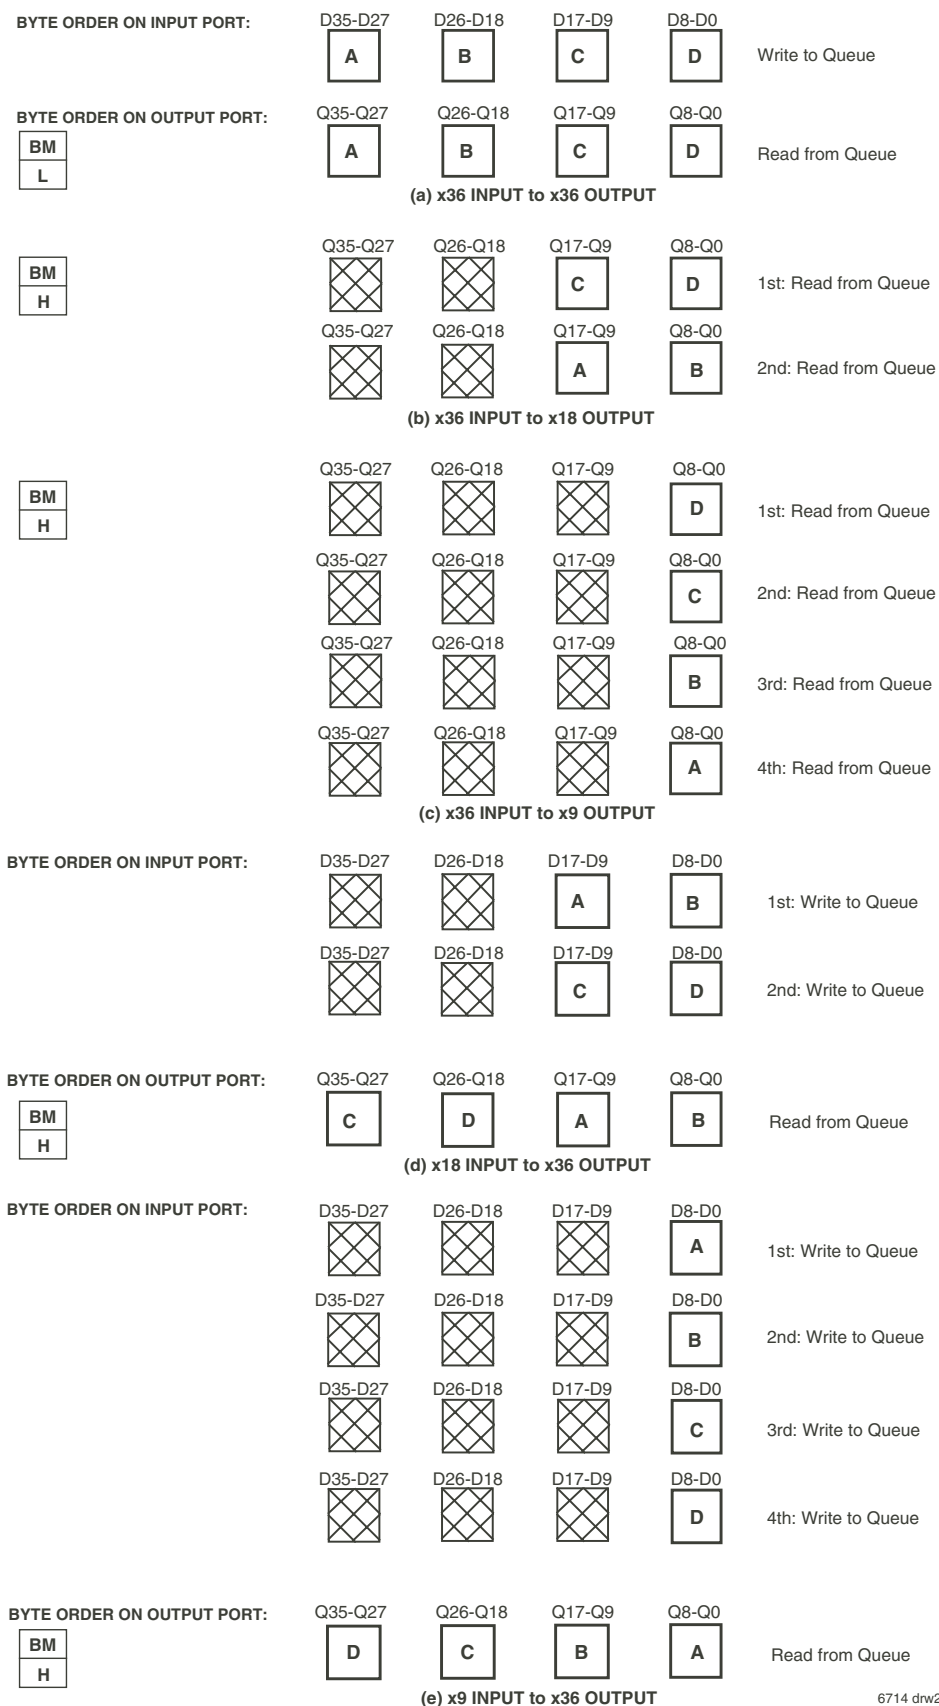 BYTE ORDER ON INPUT PORT: D35-D27 D26-D18 D17-D9 D8-D0
A B C D Write to Queue
BYTE ORDER ON OUTPUT PORT: Q35-Q27 Q26-Q18 Q17-Q9 Q8-Q0
BM
L
A B C D Read from Queue
(a) x36 INPUT to x36 OUTPUT
Q35-Q27 Q26-Q18 Q17-Q9 Q8-Q0
BM
H
C D 1st: Read from Queue
Q35-Q27 Q26-Q18 Q17-Q9 Q8-Q0
A B 2nd: Read from Queue
(b) x36 INPUT to x18 OUTPUT
Q35-Q27 Q26-Q18 Q17-Q9 Q8-Q0
BM
H
D 1st: Read from Queue
Q35-Q27 Q26-Q18 Q17-Q9 Q8-Q0
C 2nd: Read from Queue
Q35-Q27 Q26-Q18 Q17-Q9 Q8-Q0
B 3rd: Read from Queue
Q35-Q27 Q26-Q18 Q17-Q9 Q8-Q0
A 4th: Read from Queue
(c) x36 INPUT to x9 OUTPUT
BYTE ORDER ON INPUT PORT: D35-D27 D26-D18 D17-D9 D8-D0
A B 1st: Write to Queue
D35-D27 D26-D18 D17-D9 D8-D0
C D 2nd: Write to Queue
BYTE ORDER ON OUTPUT PORT: Q35-Q27 Q26-Q18 Q17-Q9 Q8-Q0
BM
H
C D A B Read from Queue
(d) x18 INPUT to x36 OUTPUT
BYTE ORDER ON INPUT PORT: D35-D27 D26-D18 D17-D9 D8-D0
A 1st: Write to Queue
D35-D27 D26-D18 D17-D9 D8-D0
B 2nd: Write to Queue
D35-D27 D26-D18 D17-D9 D8-D0
C 3rd: Write to Queue
D35-D27 D26-D18 D17-D9 D8-D0
D 4th: Write to Queue
BYTE ORDER ON OUTPUT PORT: Q35-Q27 Q26-Q18 Q17-Q9 Q8-Q0
BM
H
D C B A Read from Queue
(e) x9 INPUT to x36 OUTPUT
6714